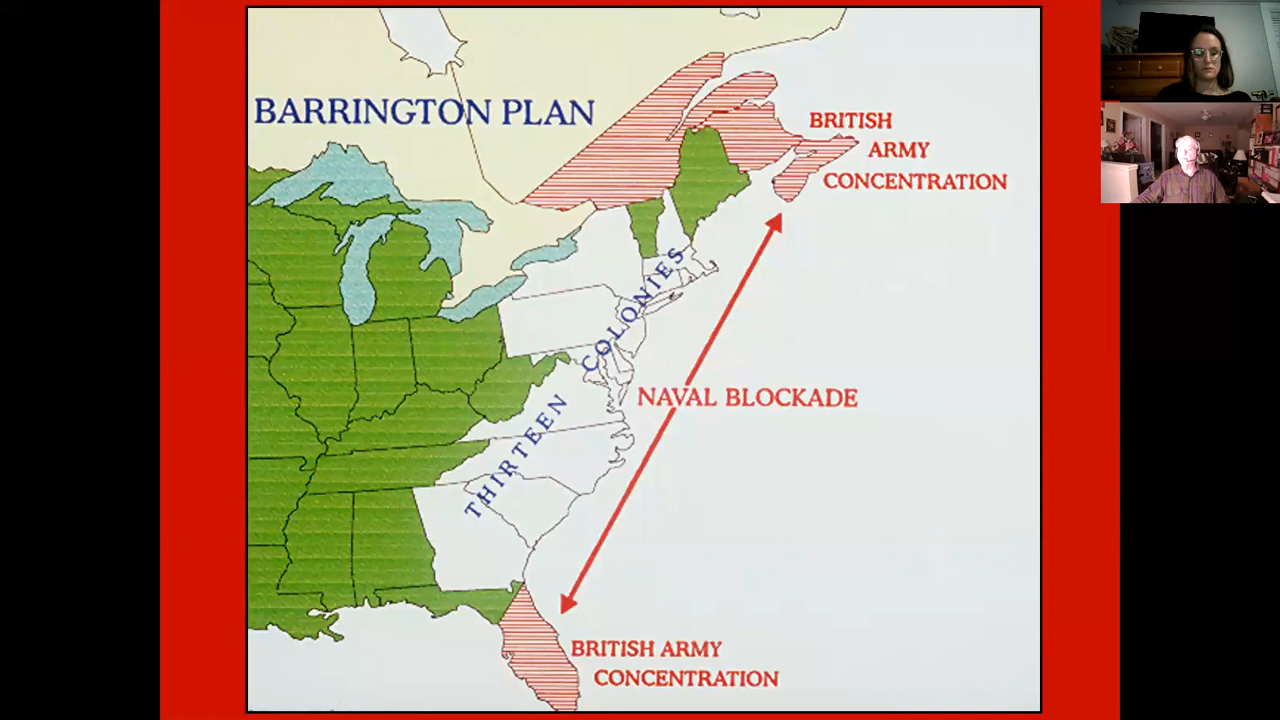 BARRINGTON PLAN
BRITISH
ARMY
CONCENTRATION
THIRTEEN COLONIES
NAVAL BLOCKADE
BRITISH ARMY
CONCENTRATION